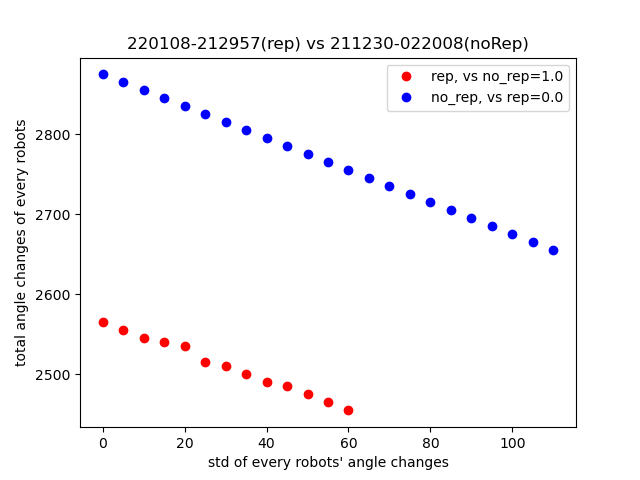 220108-212957(rep) vs 211230-022008(noRep)
rep, vs no_rep=1.0
no_rep, vs rep=0.0
total angle changes of every robots
2800
2700
2600
2500
0 20 40 60 80 100
std of every robots' angle changes